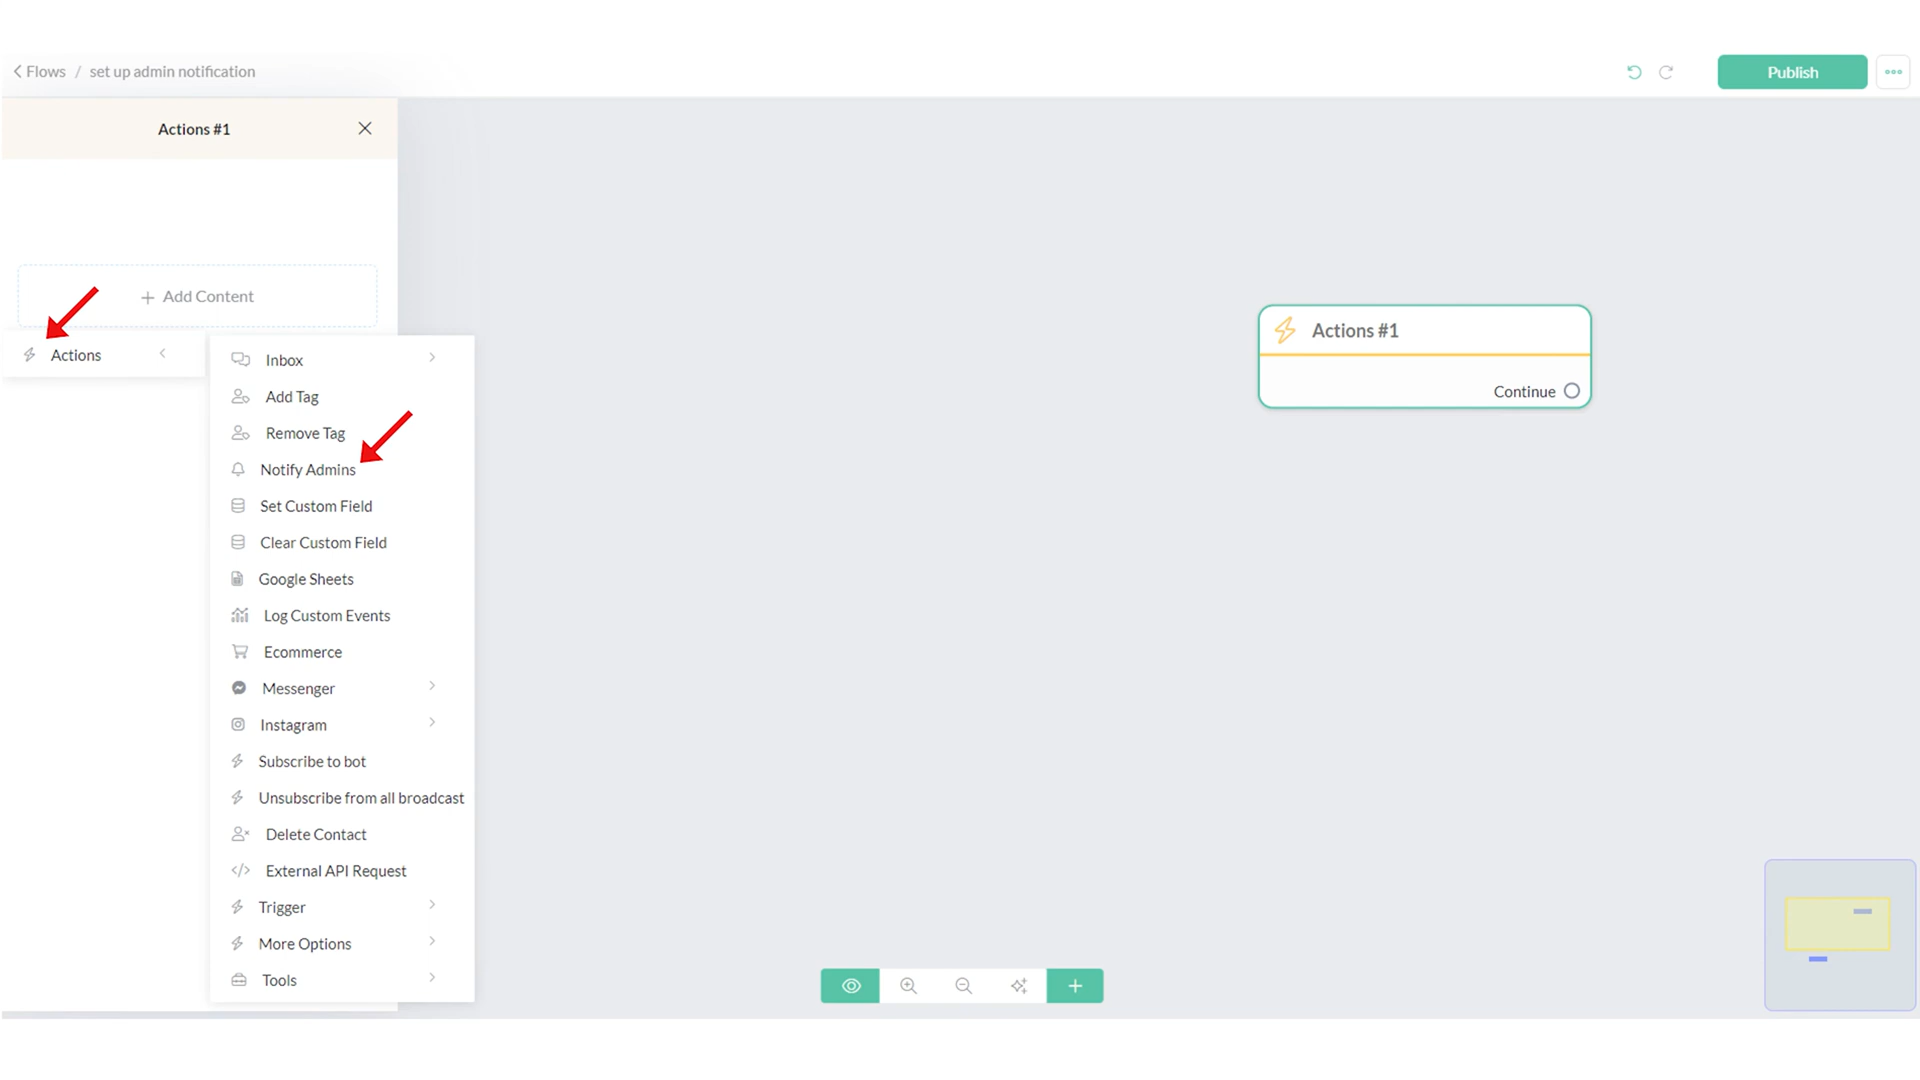 Flows / set up admin notification
Publish
Actions #1
Add Content
Actions
Inbox
Add Tag
Remove Tag
Notify Admins
Set Custom Field
Clear Custom Field
Google Sheets
Log Custom Events
Ecommerce
Messenger
Instagram
Subscribe to bot
Unsubscribe from all broadcast
Delete Contact
External API Request
Trigger
More Options
Tools
Actions #1
Continue